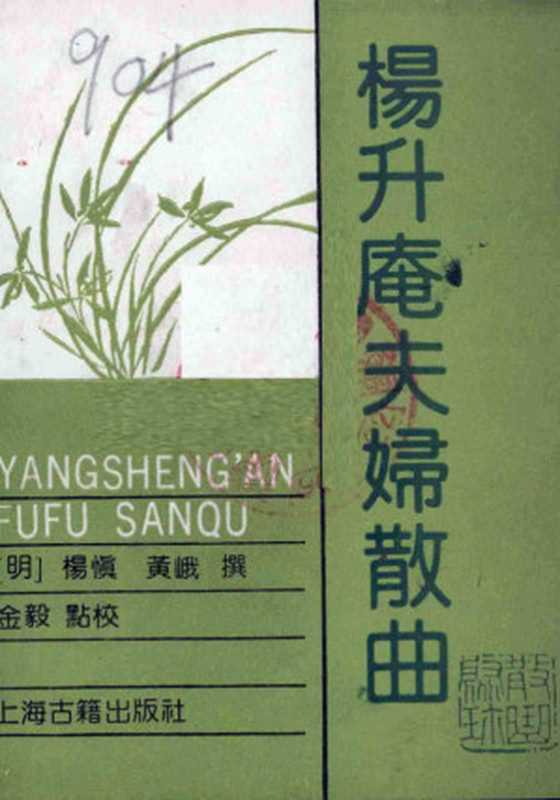 904
楊升庵夫婦散曲
YANGSHENG'AN
FUFU SANQU
明] 楊慎 黃峨 撰
金毅 點校
上海古籍出版社